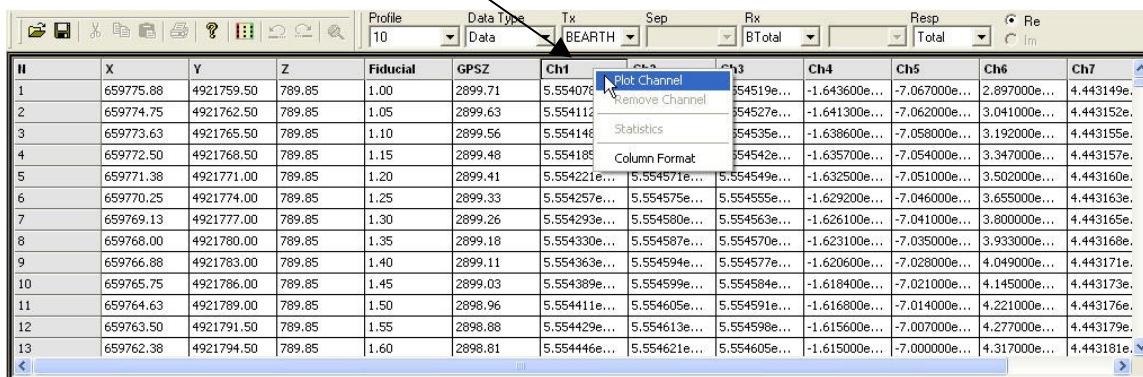 Profile Data Type Tx Sep Rx Resp Re
10 Data BEARTH BTotal Total Im
N X Y Z Fiducial GPSZ Ch1 Ch2 Ch3 Ch4 Ch5 Ch6 Ch7
Plot Channel
Remove Channel
Statistics
Column Format
1 659775.88 4921759.50 789.85 1.00 2899.71 5.554078 554519e... -1.643600e... -7.067000e... 2.897000e... 4.443149e.
2 659774.75 4921762.50 789.85 1.05 2899.63 5.554112 554527e... -1.641300e... -7.062000e... 3.041000e... 4.443152e.
3 659773.63 4921765.50 789.85 1.10 2899.56 5.554148 554535e... -1.638600e... -7.058000e... 3.192000e... 4.443155e.
4 659772.50 4921768.50 789.85 1.15 2899.48 5.554185 554542e... -1.635700e... -7.054000e... 3.347000e... 4.443157e.
5 659771.38 4921771.00 789.85 1.20 2899.41 5.554221e... 5.554571e... 5.554549e... -1.632500e... -7.051000e... 3.502000e... 4.443160e.
6 659770.25 4921774.00 789.85 1.25 2899.33 5.554257e... 5.554575e... 5.554555e... -1.629200e... -7.046000e... 3.655000e... 4.443163e.
7 659769.13 4921777.00 789.85 1.30 2899.26 5.554293e... 5.554580e... 5.554563e... -1.626100e... -7.041000e... 3.800000e... 4.443165e.
8 659768.00 4921780.00 789.85 1.35 2899.18 5.554330e... 5.554587e... 5.554570e... -1.623100e... -7.035000e... 3.933000e... 4.443168e.
9 659766.88 4921783.00 789.85 1.40 2899.11 5.554363e... 5.554594e... 5.554577e... -1.620600e... -7.028000e... 4.049000e... 4.443171e.
10 659765.75 4921786.00 789.85 1.45 2899.03 5.554389e... 5.554599e... 5.554584e... -1.618400e... -7.021000e... 4.145000e... 4.443173e.
11 659764.63 4921789.00 789.85 1.50 2898.96 5.554411e... 5.554605e... 5.554591e... -1.616800e... -7.014000e... 4.221000e... 4.443176e.
12 659763.50 4921791.50 789.85 1.55 2898.88 5.554429e... 5.554613e... 5.554598e... -1.615600e... -7.007000e... 4.277000e... 4.443179e.
13 659762.38 4921794.50 789.85 1.60 2898.81 5.554446e... 5.554621e... 5.554605e... -1.615000e... -7.000000e... 4.317000e... 4.443181e.